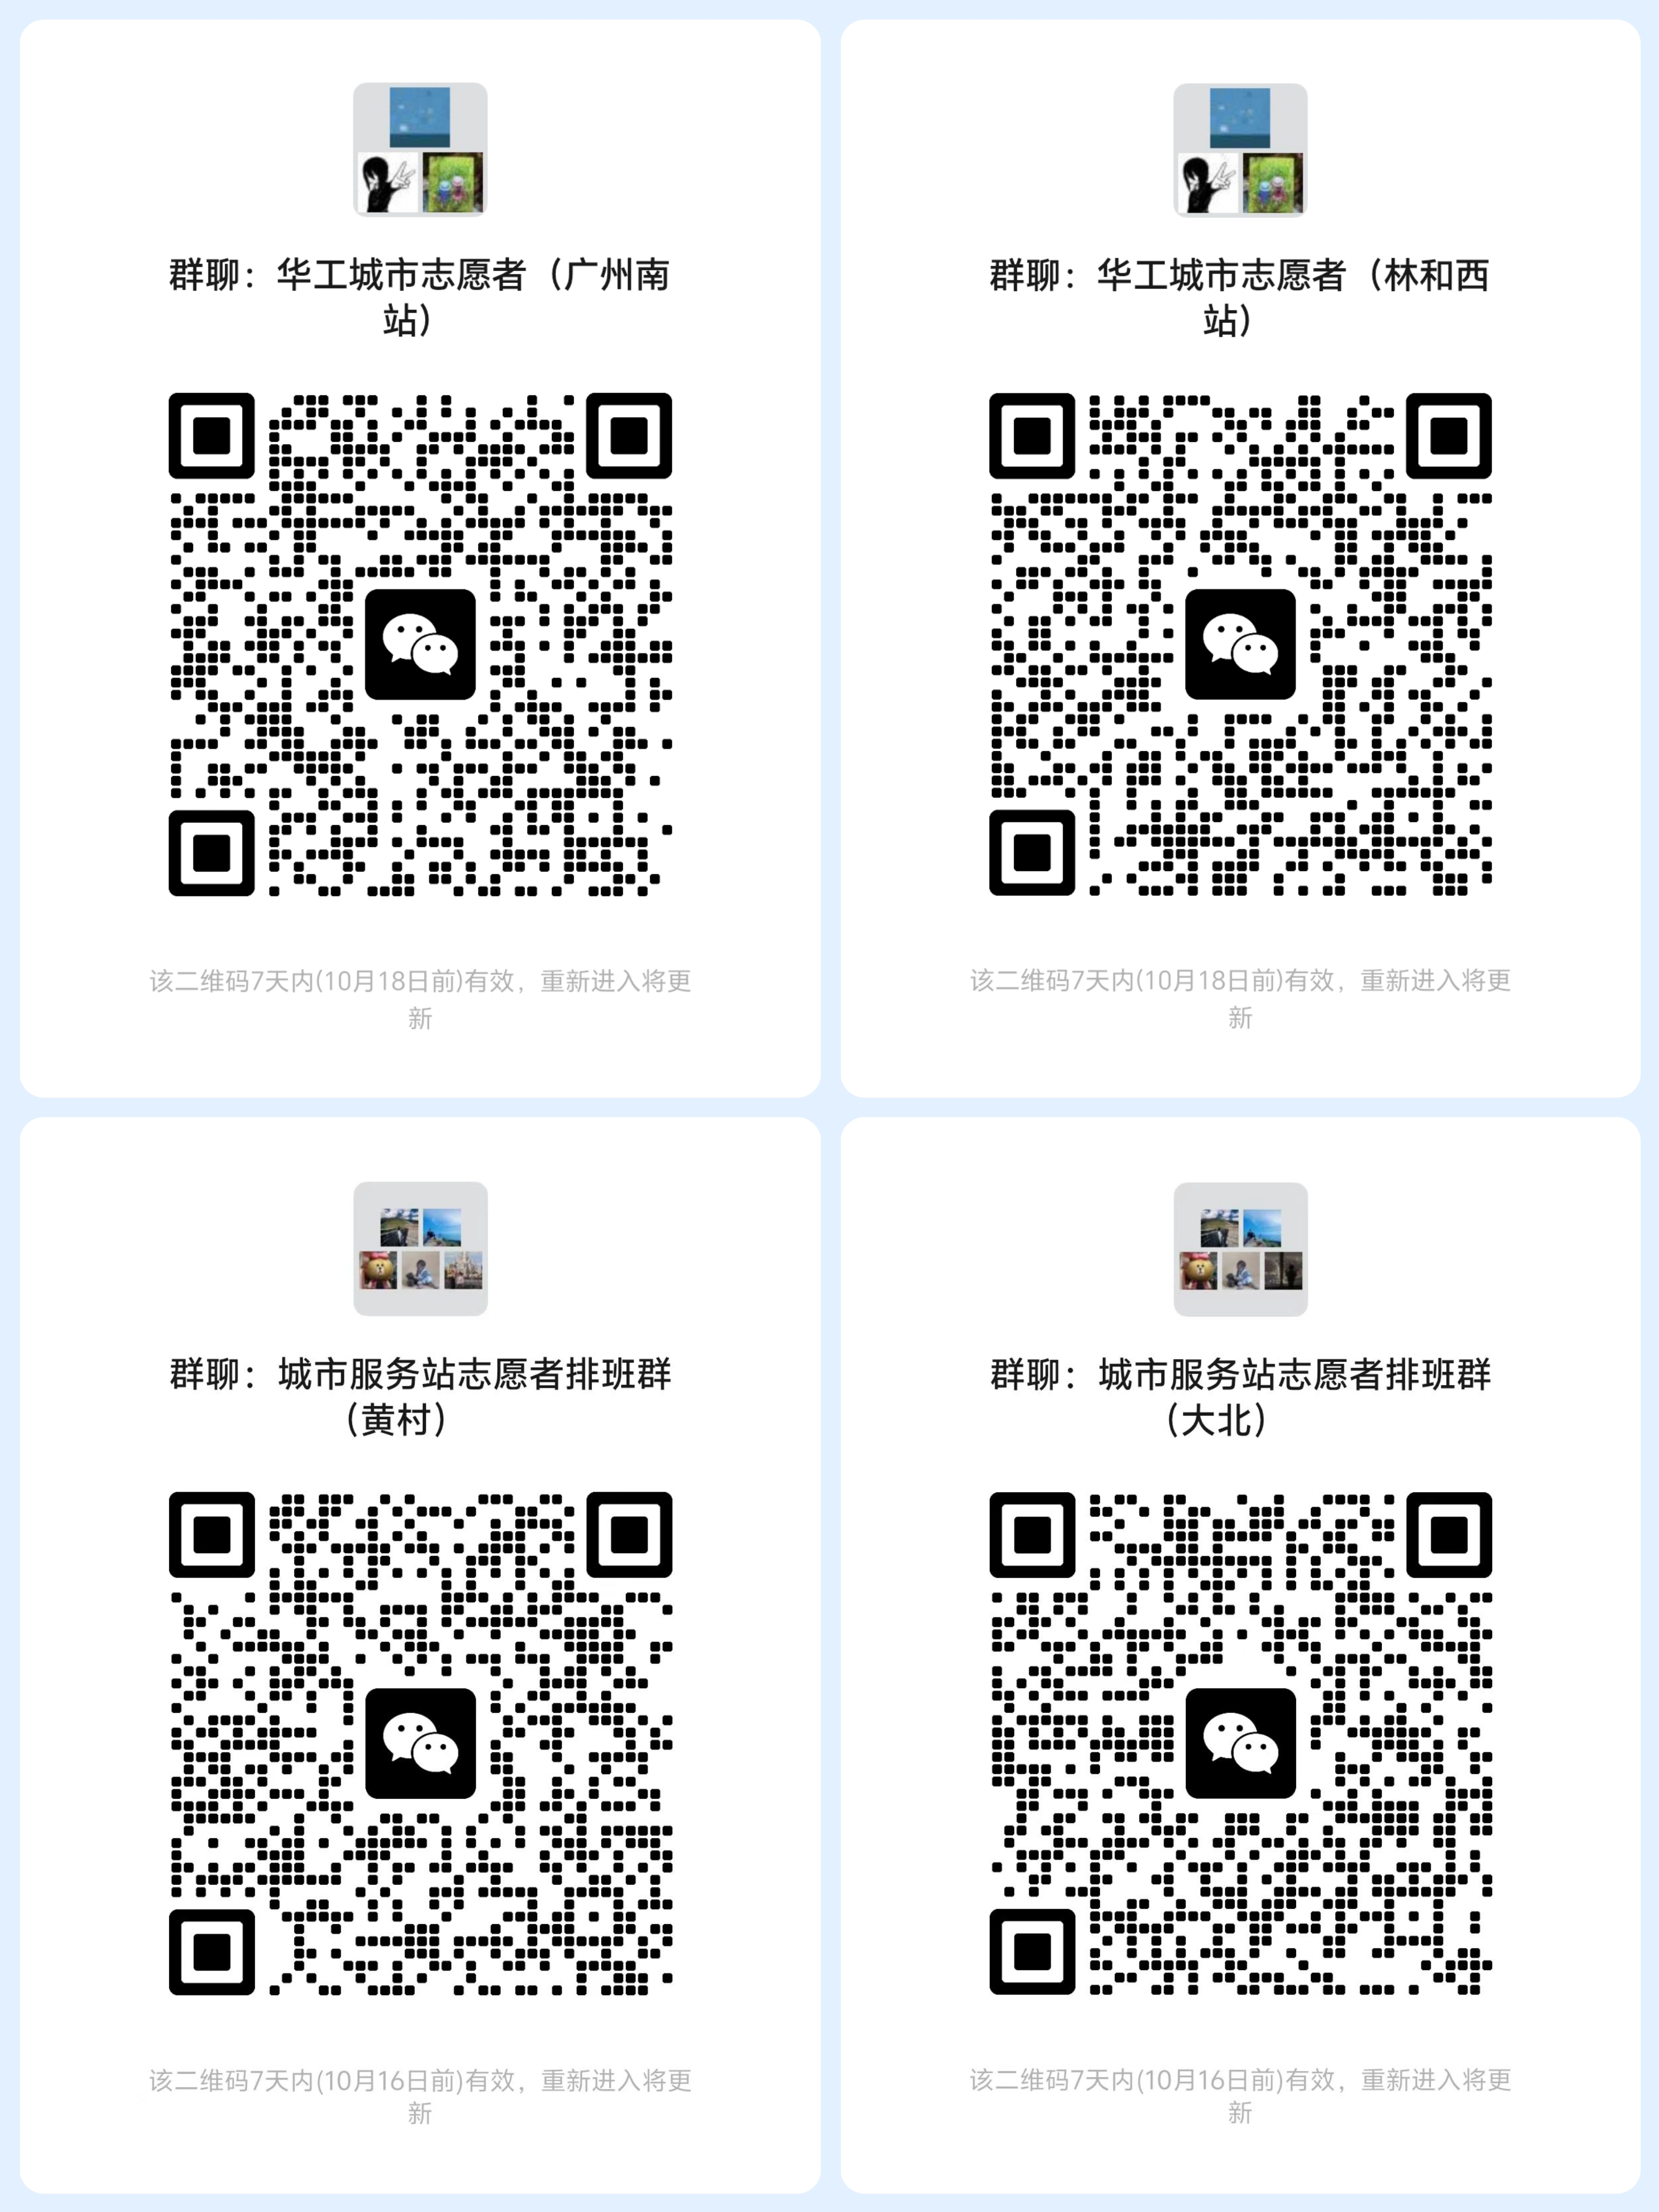 群聊：华工城市志愿者（广州南
站）
该二维码7天内(10月18日前)有效，重新进入将更
新
群聊：华工城市志愿者（林和西
站）
该二维码7天内(10月18日前)有效，重新进入将更
新
群聊：城市服务站志愿者排班群
（黄村）
该二维码7天内(10月16日前)有效，重新进入将更
新
群聊：城市服务站志愿者排班群
（大北）
该二维码7天内(10月16日前)有效，重新进入将更
新